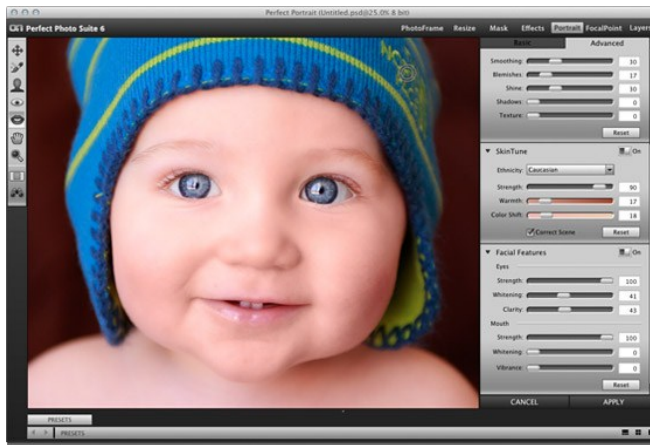 Perfect Portrait (Untitled.psd@25.0% 8 bit)
on Perfect Photo Suite 6
PhotoFrame Resize Mask Effects Portrait FocalPoint Layers
Basic Advanced
Smoothing: 30
Blemishes: 17
Shine: 30
Shadows: 0
Texture: 0
Reset
SkinTune On
Ethnicity: Caucasian
Strength: 90
Warmth: 17
Color Shift: 18
Correct Scene Reset
Facial Features On
Eyes
Strength: 100
Whitening: 41
Clarity: 43
Mouth
Strength: 100
Whitening: 0
Vibrance: 0
Reset
CANCEL APPLY
PRESETS
PRESETS